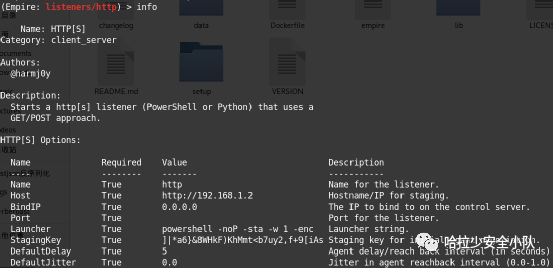 (Empire: listeners/http) > info
changelog data Dockerfile empire lib
Name: HTTP[S]
Category: client_server
Authors:
@harmj0y
README.md setup VERSION
Description:
Starts a http[s] listener (PowerShell or Python) that uses a
GET/POST approach.
HTTP[S] Options:
Name Required Value Description
---- -------- ------- -----------
Name True http Name for the listener.
Host True http://192.168.1.2 Hostname/IP for staging.
BindIP True 0.0.0.0 The IP to bind to on the control server.
Port True Port for the listener.
Launcher True powershell -noP -sta -w 1 -enc Launcher string.
StagingKey True ]|*a6}&8WHkF)KhMmt<b7uy2,f+9[iAs Staging key for
DefaultDelay True 5 Agent delay/reach back interval (in seconds)
DefaultJitter True 0.0 Jitter in agent reachback interval (0.0-1.0)
哈拉少安全小队